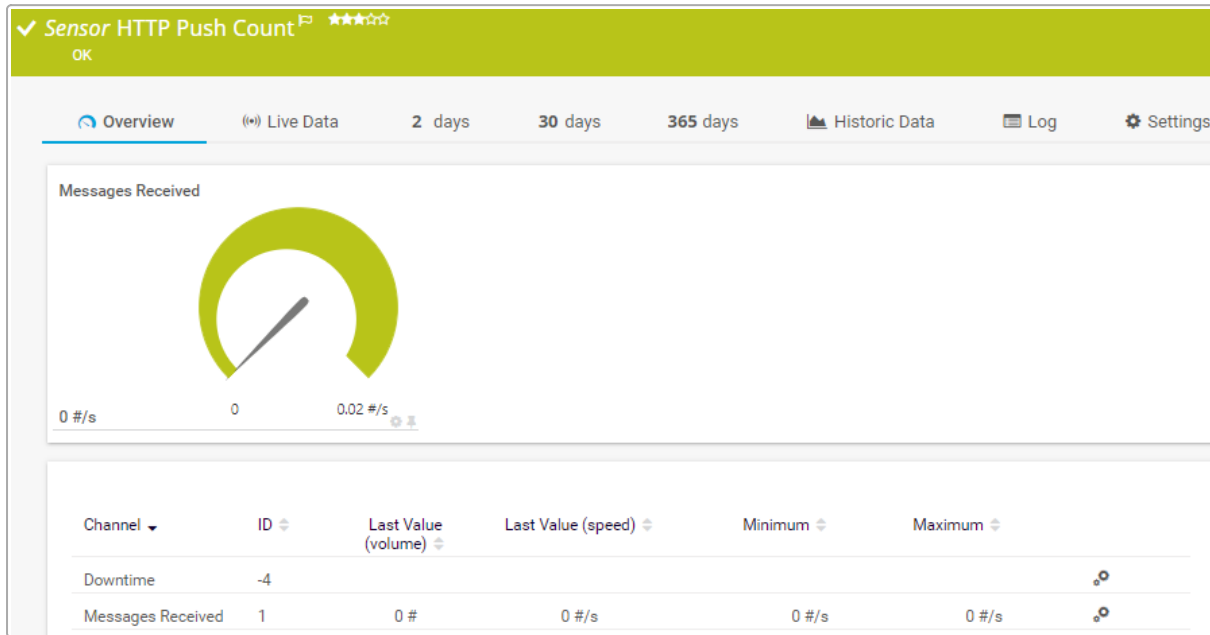 Sensor HTTP Push Count
OK
Overview Live Data 2 days 30 days 365 days Historic Data Log Settings
Messages Received
0 0.02 #/s
0 #/s
Channel ID Last Value (volume) Last Value (speed) Minimum Maximum
Downtime -4
Messages Received 1 0 # 0 #/s 0 #/s 0 #/s